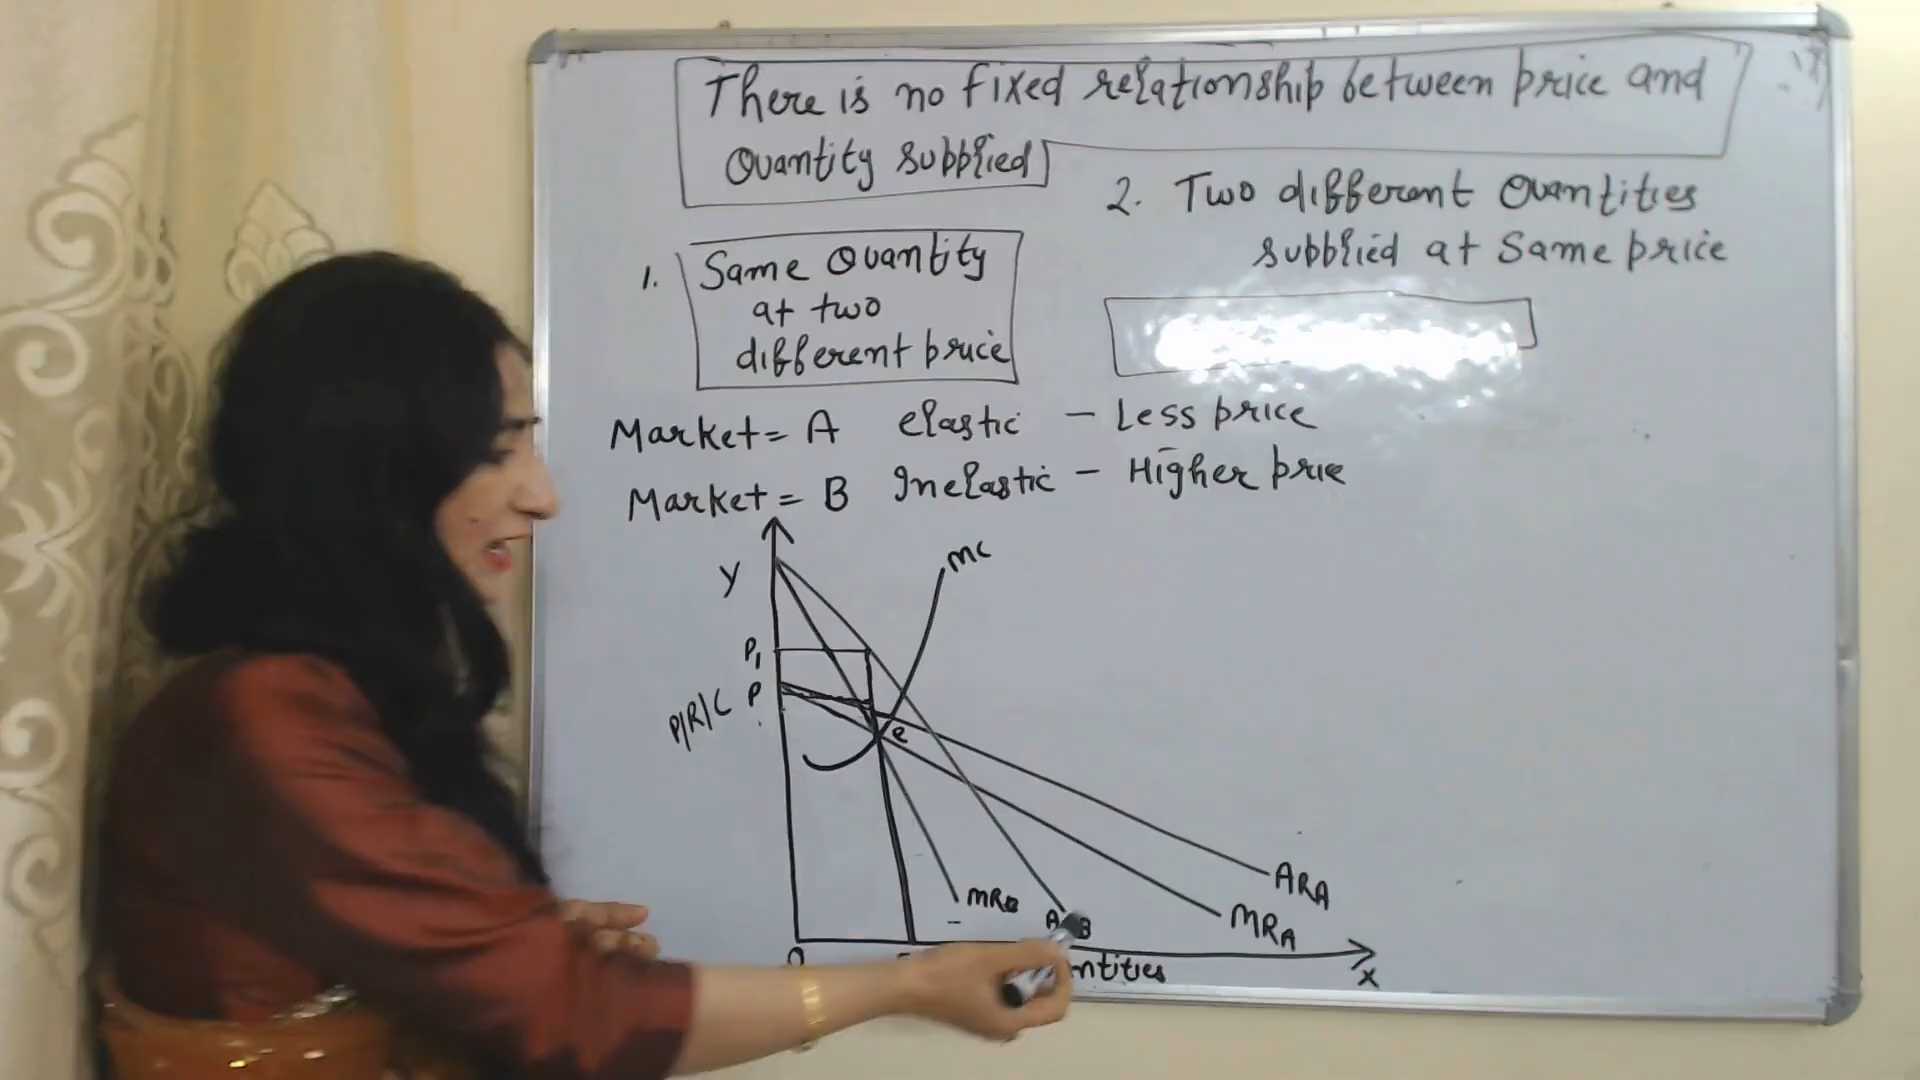 There is no fixed relationship between price and
Quantity supplied
2. Two different Quantities
supplied at Same price
1. Same Quantity
at two
different price
Market = A elastic - Less price
Market = B Inelastic - Higher price
Y
MC
P1
P/R/C P
e
ARA
MRB
MRA
O
X